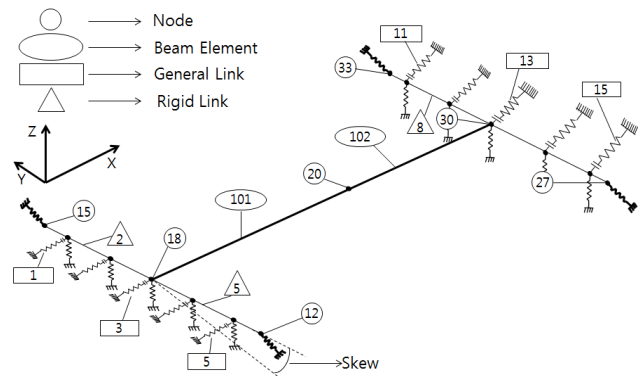 Node
Beam Element
General Link
Rigid Link
Z
X
Y
11
33
13
15
8
30
102
27
20
101
15
2
18
1
5
3
12
5
Skew